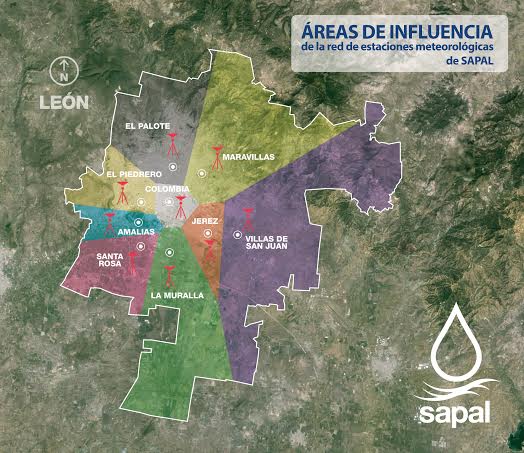 ÁREAS DE INFLUENCIA
de la red de estaciones meteorológicas
de SAPAL
N
LEÓN
EL PALOTE
MARAVILLAS
EL PIEDRERO
COLOMBIA
JEREZ
AMALIAS
VILLAS DE
SAN JUAN
SANTA
ROSA
LA MURALLA
sapal